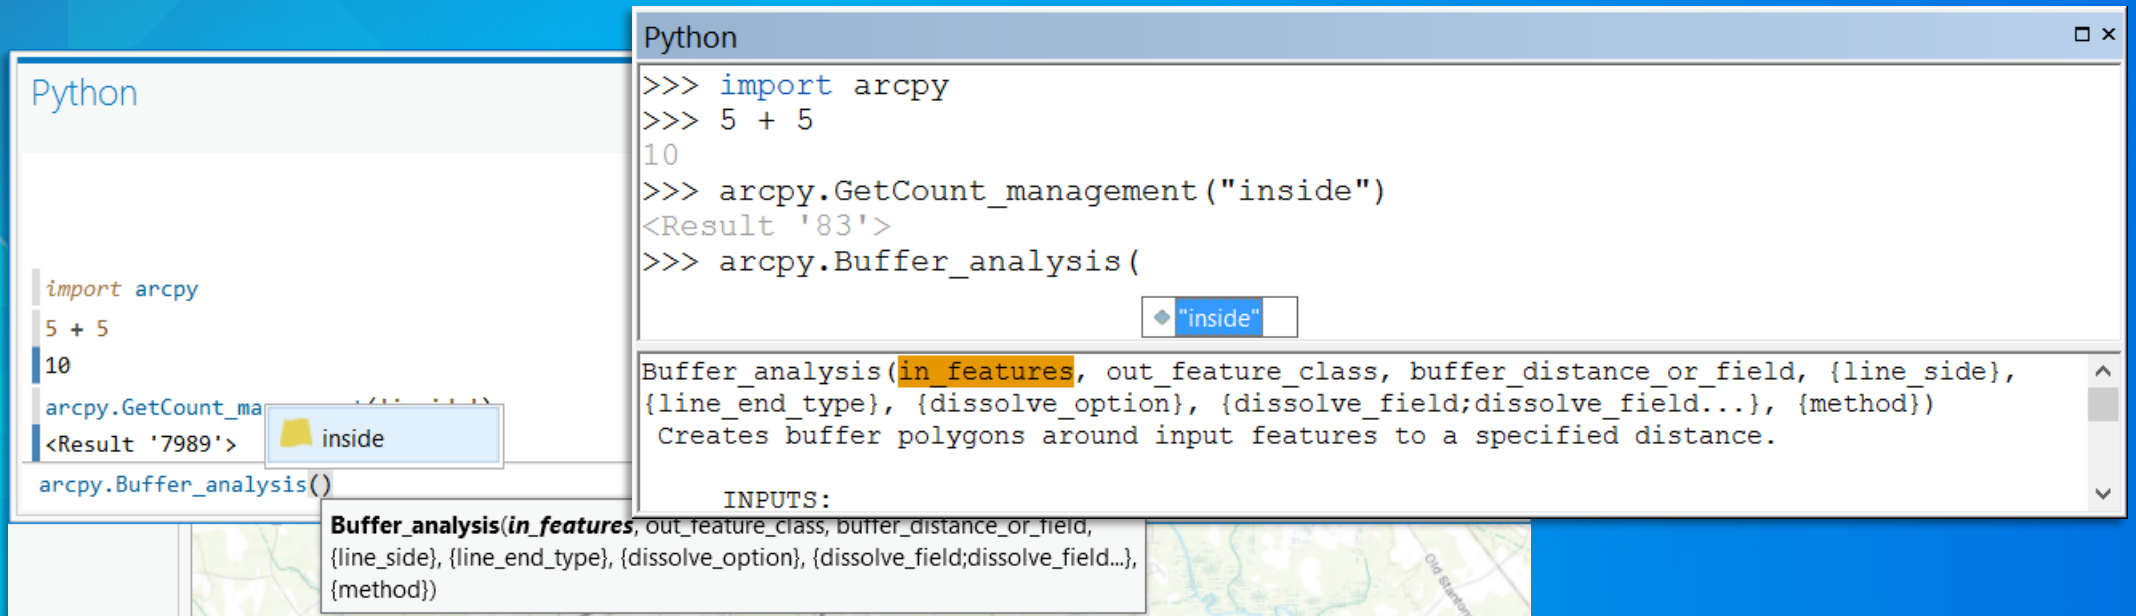 Python
import arcpy
5 + 5
10
arcpy.GetCount_ma
<Result '7989'>
inside
arcpy.Buffer_analysis()
Buffer_analysis(in_features, out_feature_class, buffer_distance_or_field,
{line_side}, {line_end_type}, {dissolve_option}, {dissolve_field;dissolve_field...},
{method})
Python
>>> import arcpy
>>> 5 + 5
10
>>> arcpy.GetCount_management("inside")
<Result '83'>
>>> arcpy.Buffer_analysis(
"inside"
Buffer_analysis(in_features, out_feature_class, buffer_distance_or_field, {line_side},
{line_end_type}, {dissolve_option}, {dissolve_field;dissolve_field...}, {method})
Creates buffer polygons around input features to a specified distance.
INPUTS:
Old Stanton